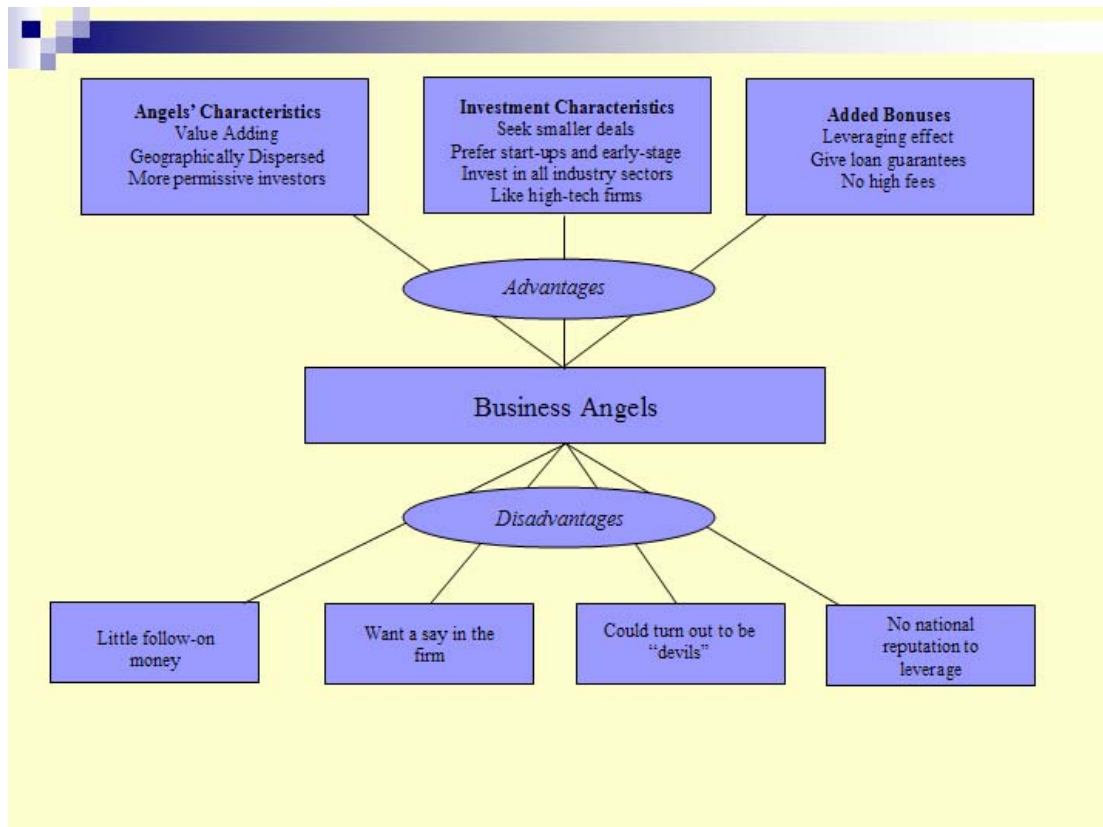 Angels’ Characteristics
Value Adding
Geographically Dispersed
More permissive investors
Investment Characteristics
Seek smaller deals
Prefer start-ups and early-stage
Invest in all industry sectors
Like high-tech firms
Added Bonuses
Leveraging effect
Give loan guarantees
No high fees
Advantages
Business Angels
Disadvantages
Little follow-on
money
Want a say in the
firm
Could turn out to be
“devils”
No national
reputation to
leverage